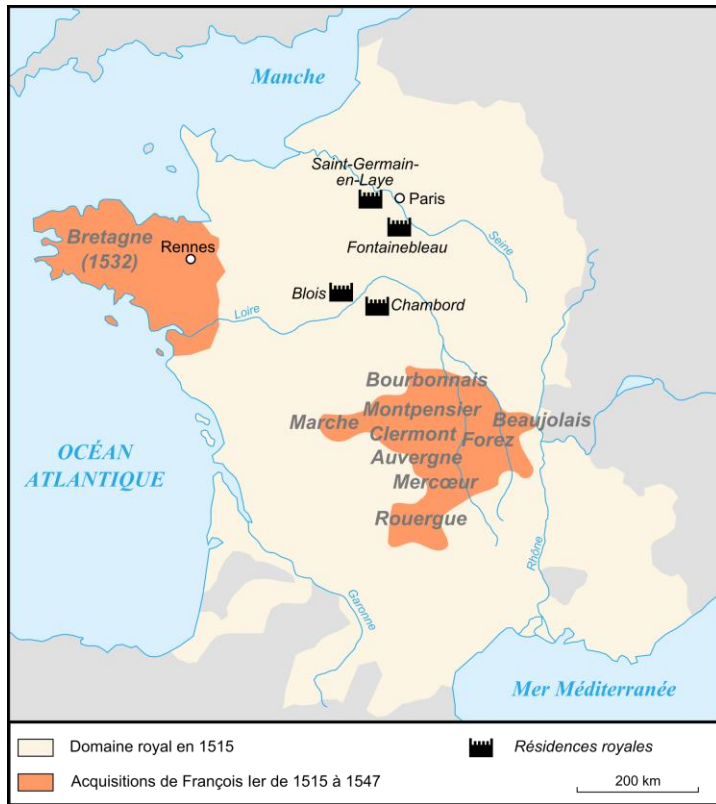 Manche
Saint-Germain-
en-Laye
Paris
Fontainebleau
Seine
Bretagne
(1532)
Rennes
Blois
Chambord
Loire
Bourbonnais
Montpensier
Beaujolais
Marche
Clermont
Forez
Auvergne
Mercœur
Rouergue
OCÉAN
ATLANTIQUE
Rhône
Garonne
Mer Méditerranée
Domaine royal en 1515
Résidences royales
Acquisitions de François Ier de 1515 à 1547
200 km